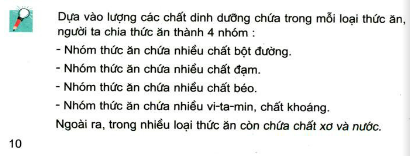 Dựa vào lượng các chất dinh dưỡng chứa trong mỗi loại thức ăn,
người ta chia thức ăn thành 4 nhóm :
- Nhóm thức ăn chứa nhiều chất bột đường.
- Nhóm thức ăn chứa nhiều chất đạm.
- Nhóm thức ăn chứa nhiều chất béo.
- Nhóm thức ăn chứa nhiều vi-ta-min, chất khoáng.
Ngoài ra, trong nhiều loại thức ăn còn chứa chất xơ và nước.
10